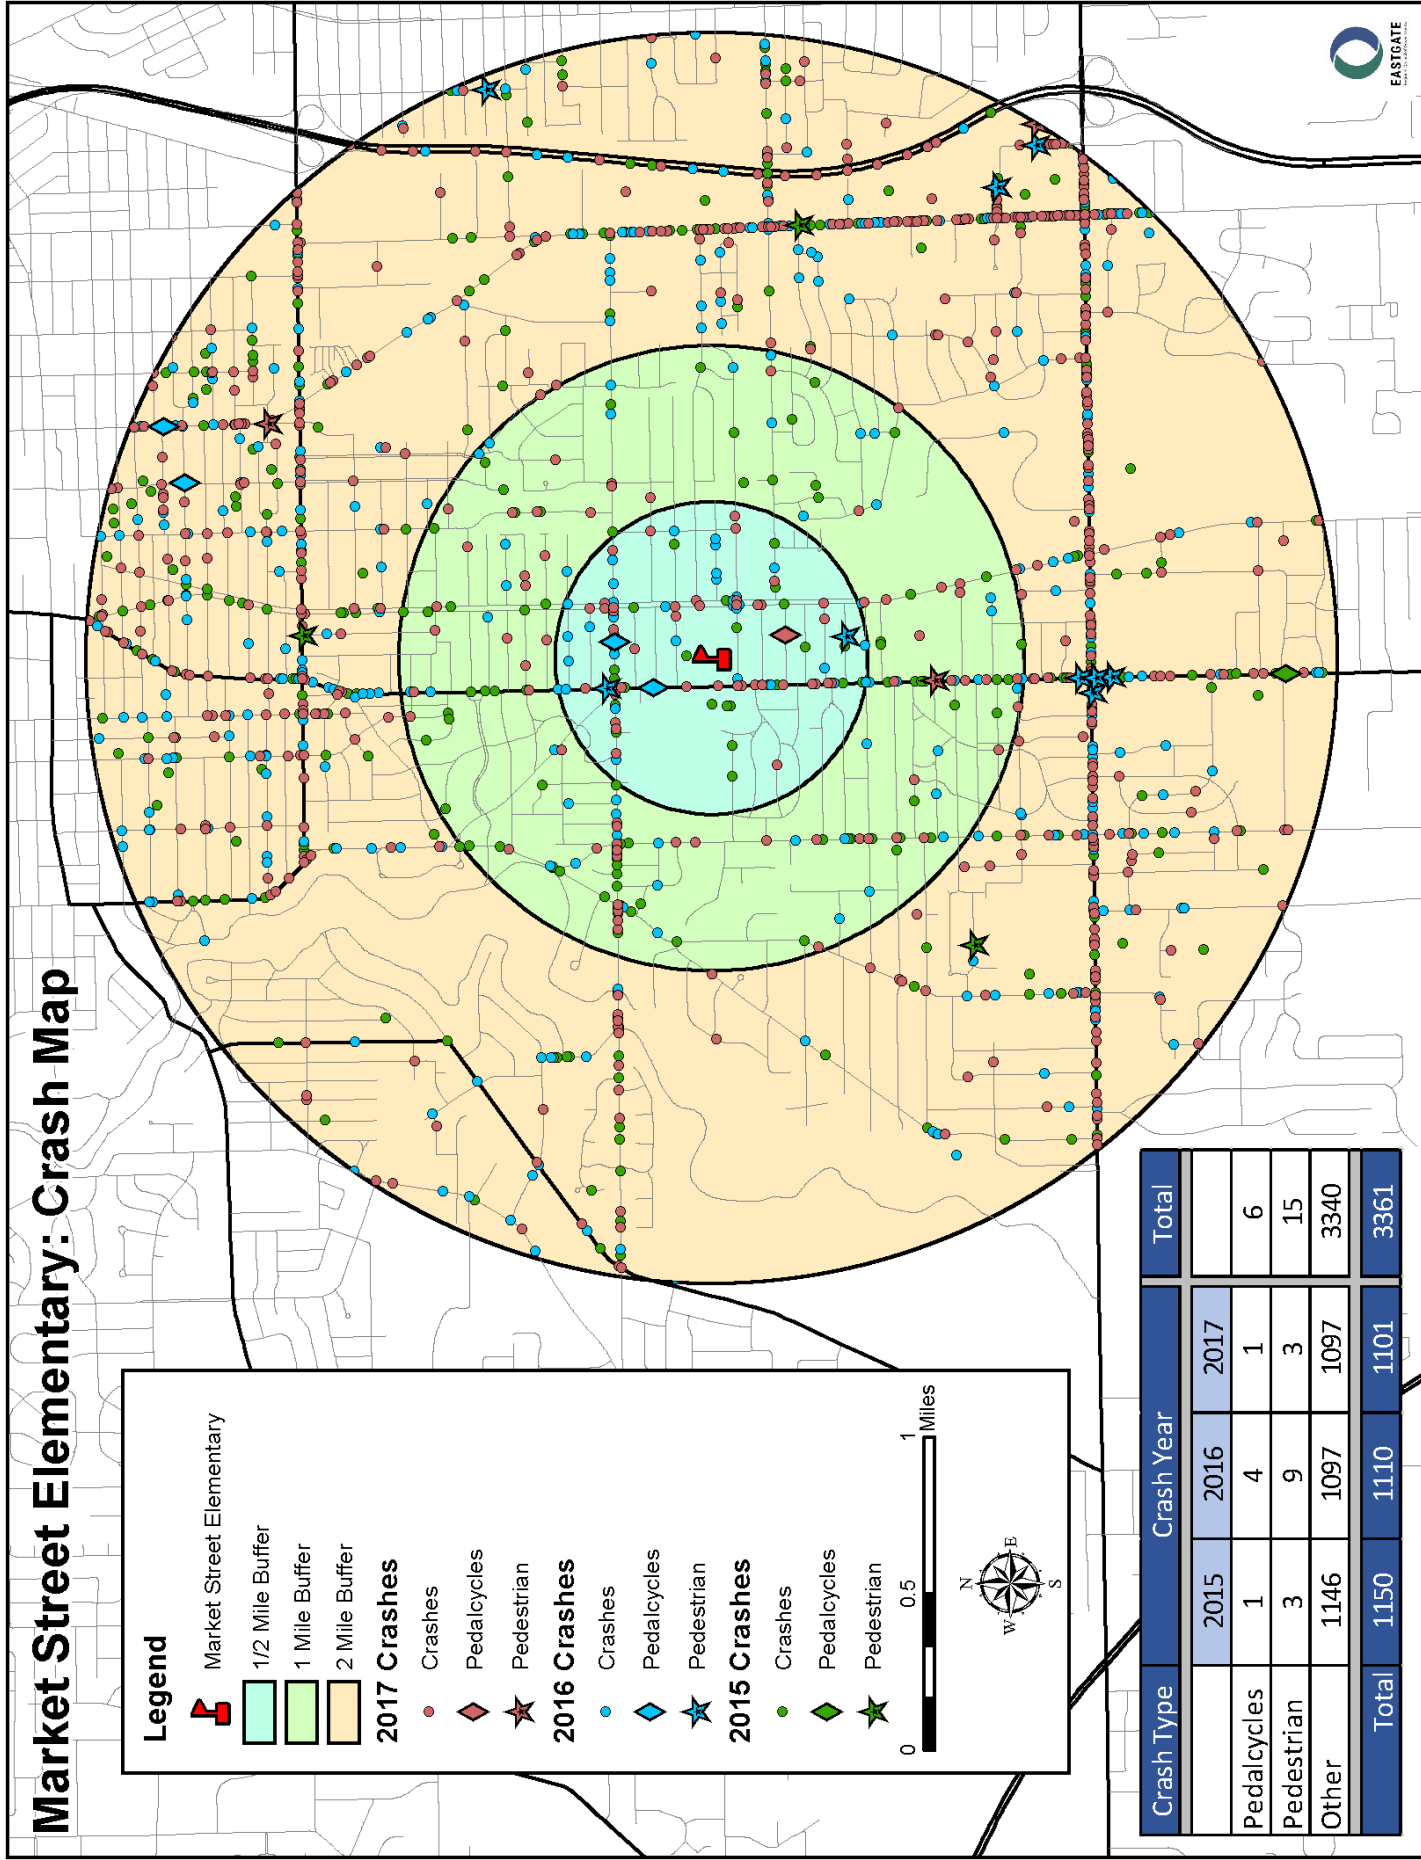 Market Street Elementary: Crash Map
Legend
Market Street Elementary
1/2 Mile Buffer
1 Mile Buffer
2 Mile Buffer
2017 Crashes
Crashes
Pedalcycles
Pedestrian
2016 Crashes
Crashes
Pedalcycles
Pedestrian
2015 Crashes
Crashes
Pedalcycles
Pedestrian
0 0.5 1
Miles
N
W E
S
Crash Type Crash Year Total
2015 2016 2017
Pedalcycles 1 4 1 6
Pedestrian 3 9 3 15
Other 1146 1097 1097 3340
Total 1150 1110 1101 3361
EASTGATE